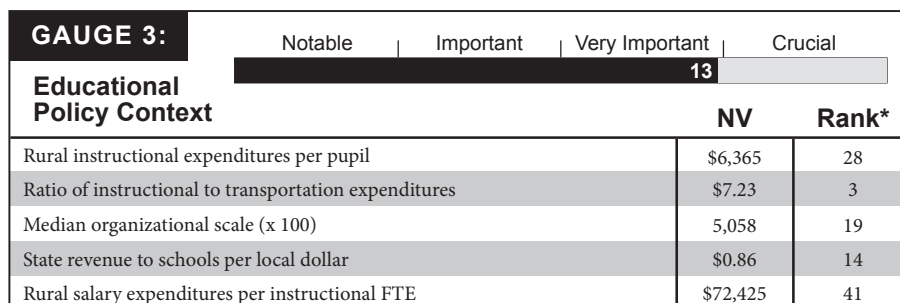 GAUGE 3:
Notable Important Very Important Crucial
13
Educational
Policy Context
NV Rank*
Rural instructional expenditures per pupil $6,365 28
Ratio of instructional to transportation expenditures $7.23 3
Median organizational scale (x 100) 5,058 19
State revenue to schools per local dollar $0.86 14
Rural salary expenditures per instructional FTE $72,425 41